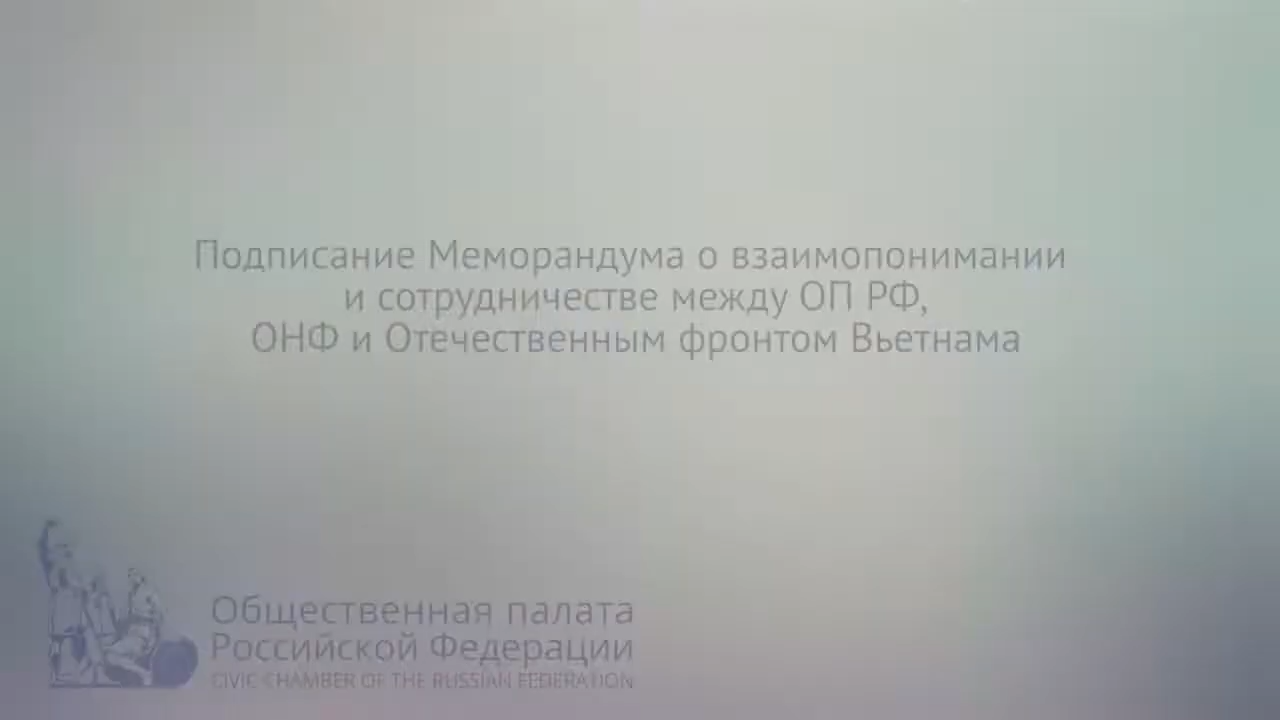 Подписание Меморандума о взаимопонимании
и сотрудничестве между ОП РФ,
ОНФ и Отечественным фронтом Вьетнама
Общественная палата
Российской Федерации
CIVIC CHAMBER OF THE RUSSIAN FEDERATION